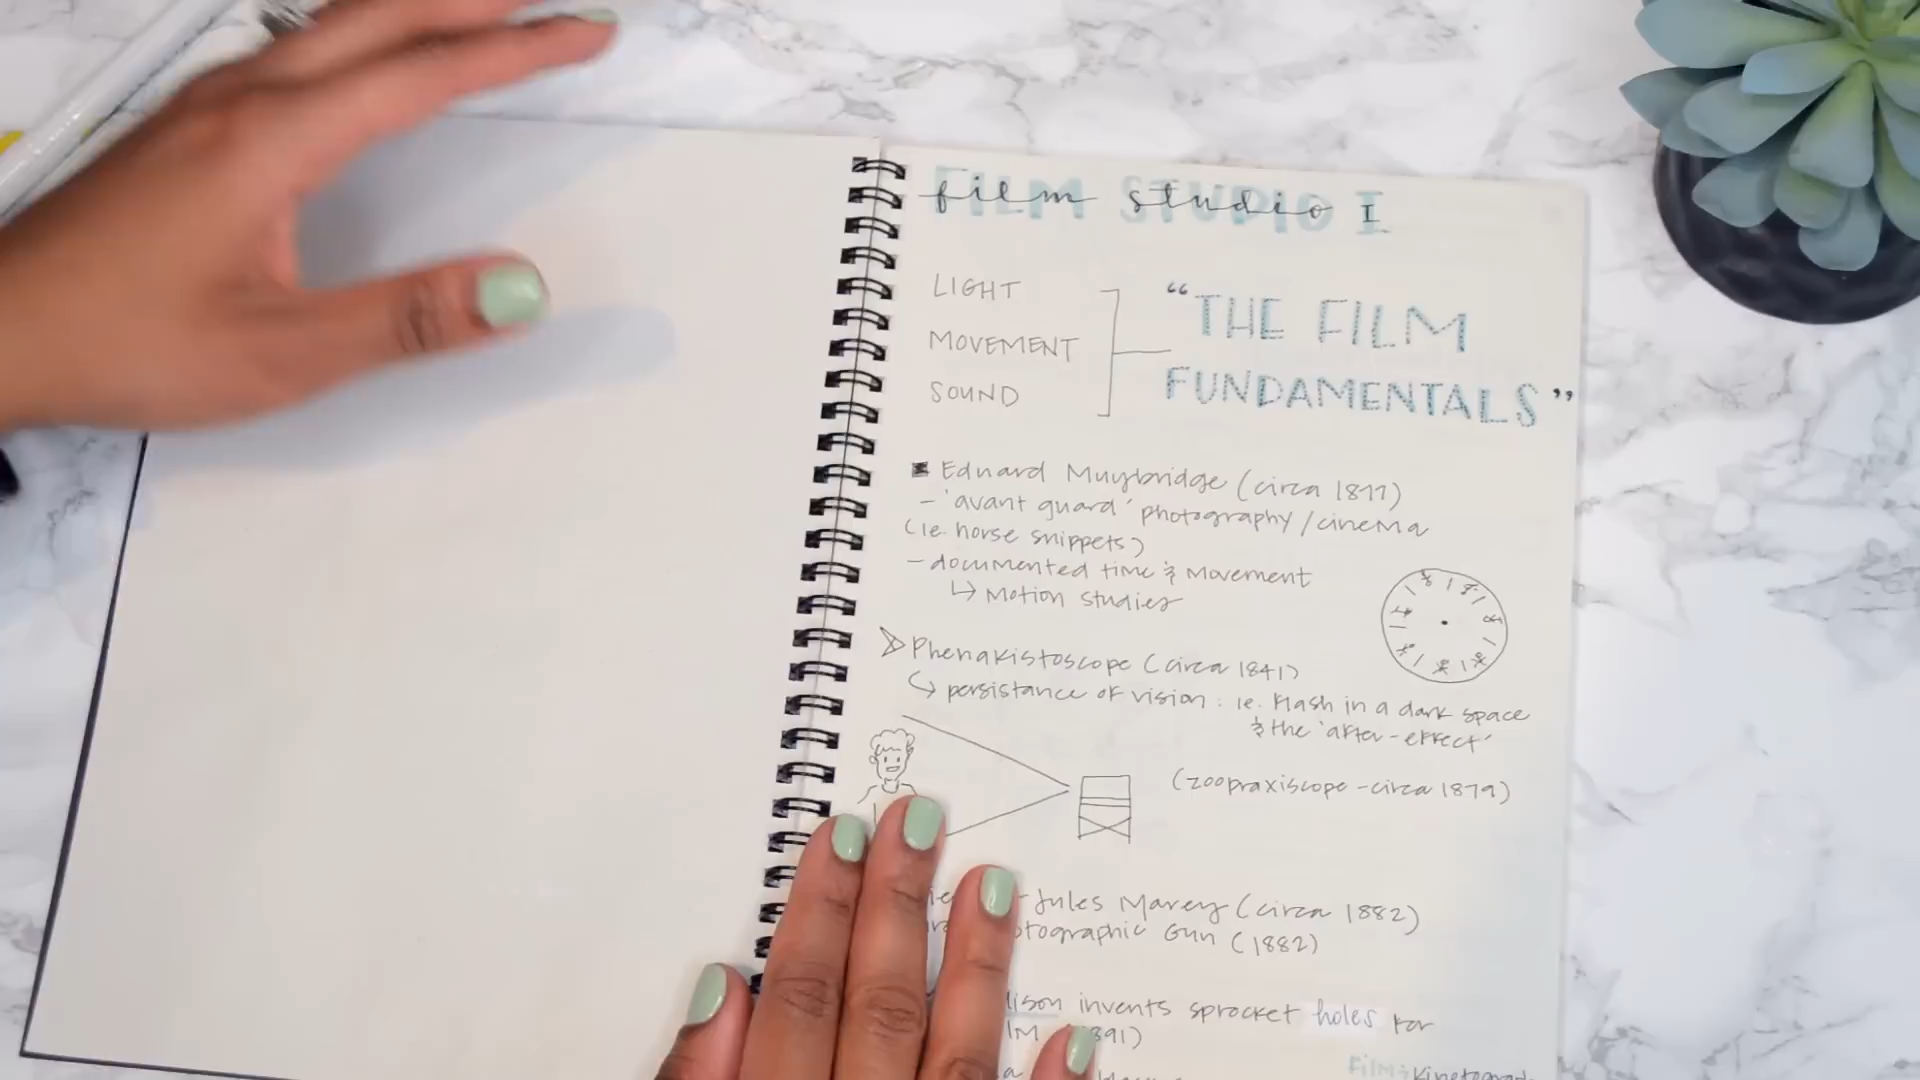 film studio I
LIGHT
MOVEMENT
SOUND
"THE FILM
FUNDAMENTALS"
Eduard Muybridge (circa 1877)
- 'avant guard' photography/cinema
(ie. horse snippets)
- documented time & movement
↳ motion studies
Phenakistoscope (circa 1841)
↳ persistance of vision: ie. flash in a dark space
& the 'after-effect'
(zoopraxiscope - circa 1879)
-Jules Marey (circa 1882)
Gun (1882)
invents sprocket holes for